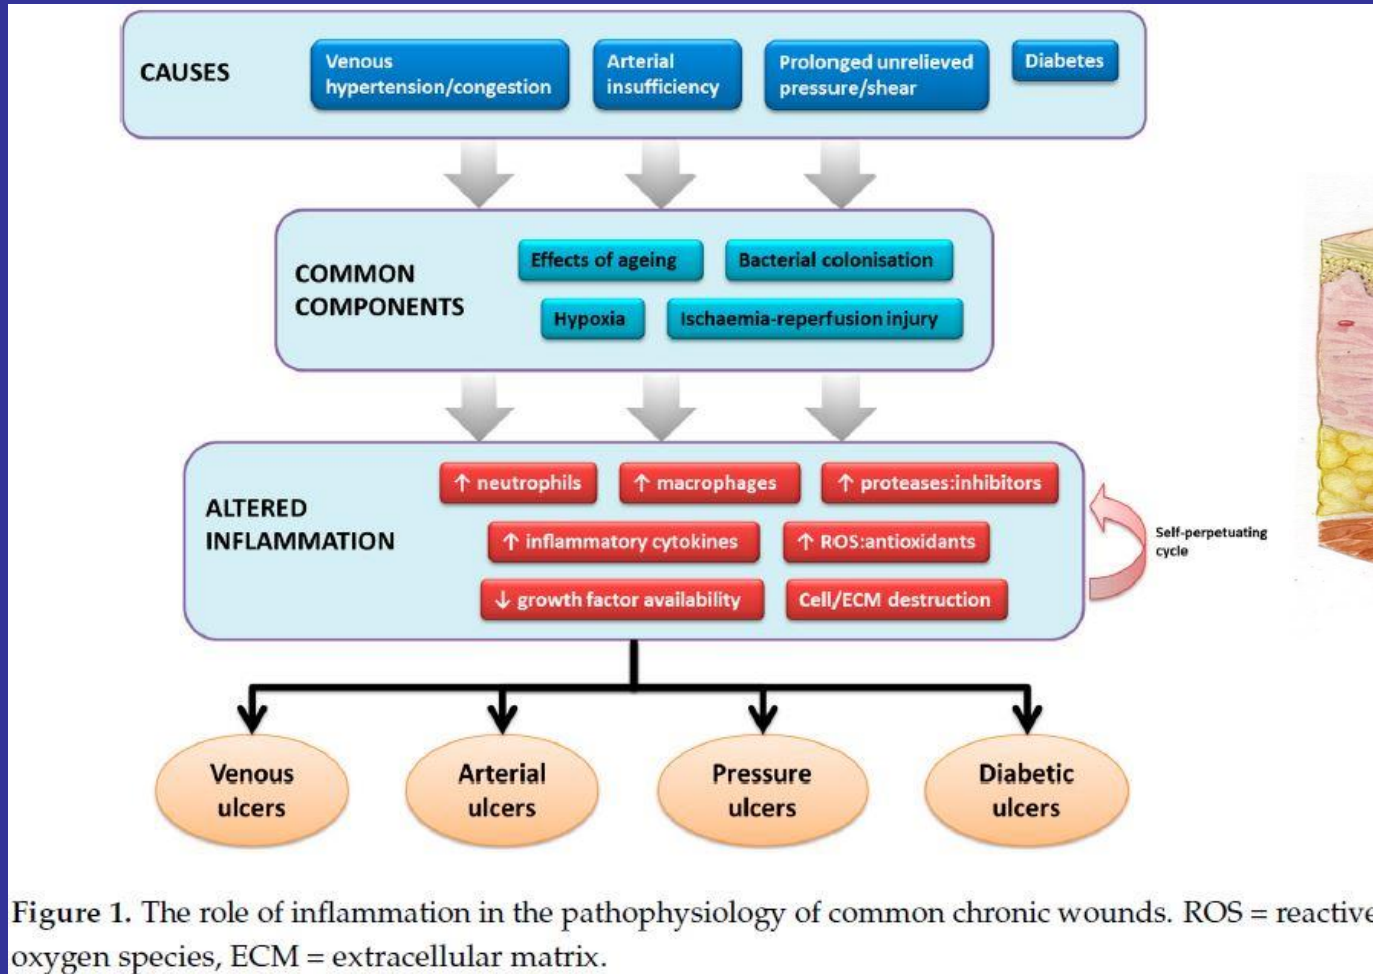 CAUSES
Venous
hypertension/congestion
Arterial
insufficiency
Prolonged unrelieved
pressure/shear
Diabetes
COMMON
COMPONENTS
Effects of ageing
Bacterial colonisation
Hypoxia
Ischaemia-reperfusion injury
ALTERED
INFLAMMATION
↑ neutrophils
↑ macrophages
↑ proteases:inhibitors
↑ inflammatory cytokines
↑ ROS:antioxidants
↓ growth factor availability
Cell/ECM destruction
Self-perpetuating
cycle
Venous
ulcers
Arterial
ulcers
Pressure
ulcers
Diabetic
ulcers
Figure 1. The role of inflammation in the pathophysiology of common chronic wounds. ROS = reactive
oxygen species, ECM = extracellular matrix.